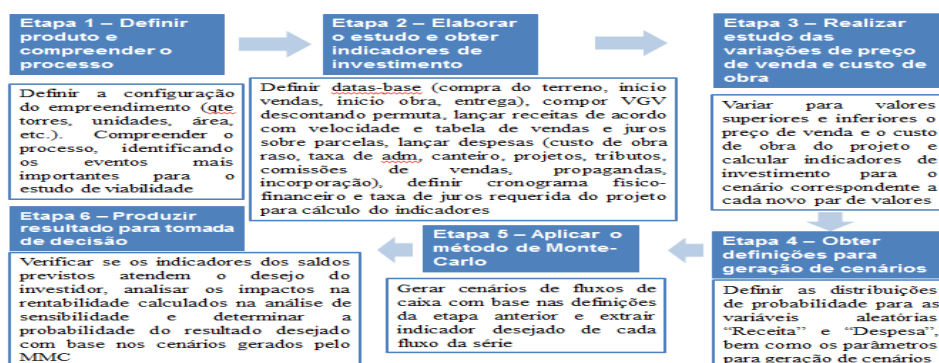 Etapa 1 – Definir
produto e
compreender o
processo
Definir a configuração
do empreendimento (qte
torres, unidades, área,
etc.). Compreender o
processo, identificando
os eventos mais
importantes para o
estudo de viabilidade
Etapa 2 – Elaborar
o estudo e obter
indicadores de
investimento
Definir datas-base (compra do terreno, inicio
vendas, inicio obra, entrega), compor VGV
descontando permuta, lançar receitas de acordo
com velocidade e tabela de vendas e juros
sobre parcelas, lançar despesas (custo de obra
raso, taxa de adm, canteiro, projetos, tributos,
comissões de vendas, propagandas,
incorporação), definir cronograma fisico-
financeiro e taxa de juros requerida do projeto
para cálculo do indicadores
Etapa 3 – Realizar
estudo das
variações de preço
de venda e custo de
obra
Variar para valores
superiores e inferiores o
preço de venda e o custo
de obra do projeto e
calcular indicadores de
investimento para o
cenário correspondente a
cada novo par de valores
Etapa 4 – Obter
definições para
geração de cenários
Definir as distribuições
de probabilidade para as
variáveis aleatórias
“Receita” e “Despesa”,
bem como os parâmetros
para geração de cenários
Etapa 5 – Aplicar o
método de Monte-
Carlo
Gerar cenários de fluxos de
caixa com base nas definições
da etapa anterior e extrair
indicador desejado de cada
fluxo da série
Etapa 6 – Produzir
resultado para tomada
de decisão
Verificar se os indicadores dos saldos
previstos atendem o desejo do
investidor, analisar os impactos na
rentabilidade calculados na análise de
sensibilidade e determinar a
probabilidade do resultado desejado
com base nos cenários gerados pelo
MMC